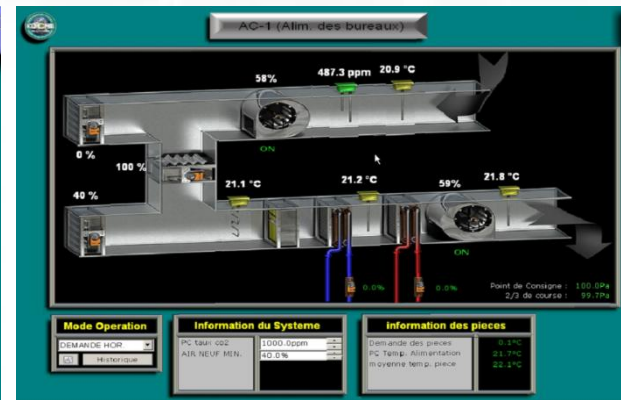 AC-1 (Alim. des bureaux)
58%
487.3 ppm
20.9 °C
ON
0 %
100 %
40 %
21.1 °C
21.2 °C
59%
21.8 °C
ON
0.0%
0.0%
Point de Consigne : 100.0Pa
2/3 de course : 99.7Pa
Mode Operation
DEMANDE HOR.
Historique
Information du Systeme
PC taux co2 1000.0ppm
AIR NEUF MIN. 40.0%
information des pieces
Demande des pieces 0.1°C
PC Temp. Alimentation 21.7°C
moyenne temp. piece 22.1°C